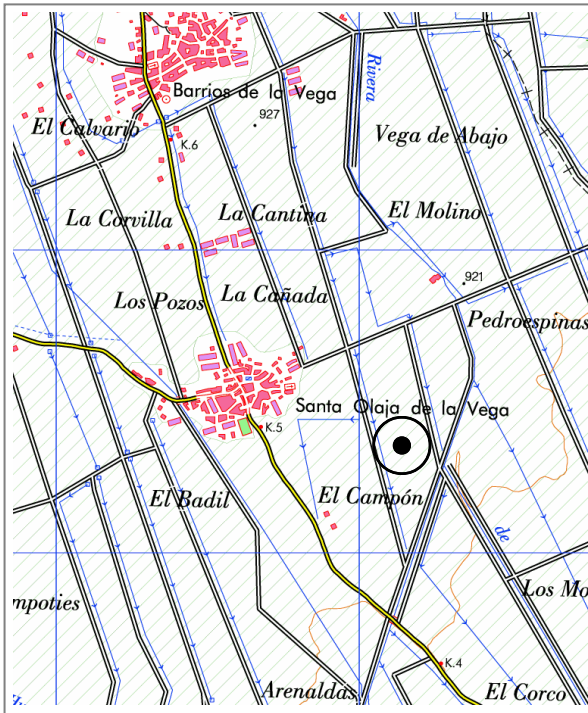 Rivera
Barrios de la Vega
927
El Calvario
Vega de Abajo
K.6
La Corvilla
La Cantina
El Molino
921
Los Pozos
La Cañada
Pedroespinas
Santa Olaja de la Vega
K.5
El Badil
El Campón
de
Los Mo
mpoties
K.4
Arenaldas
El Corco